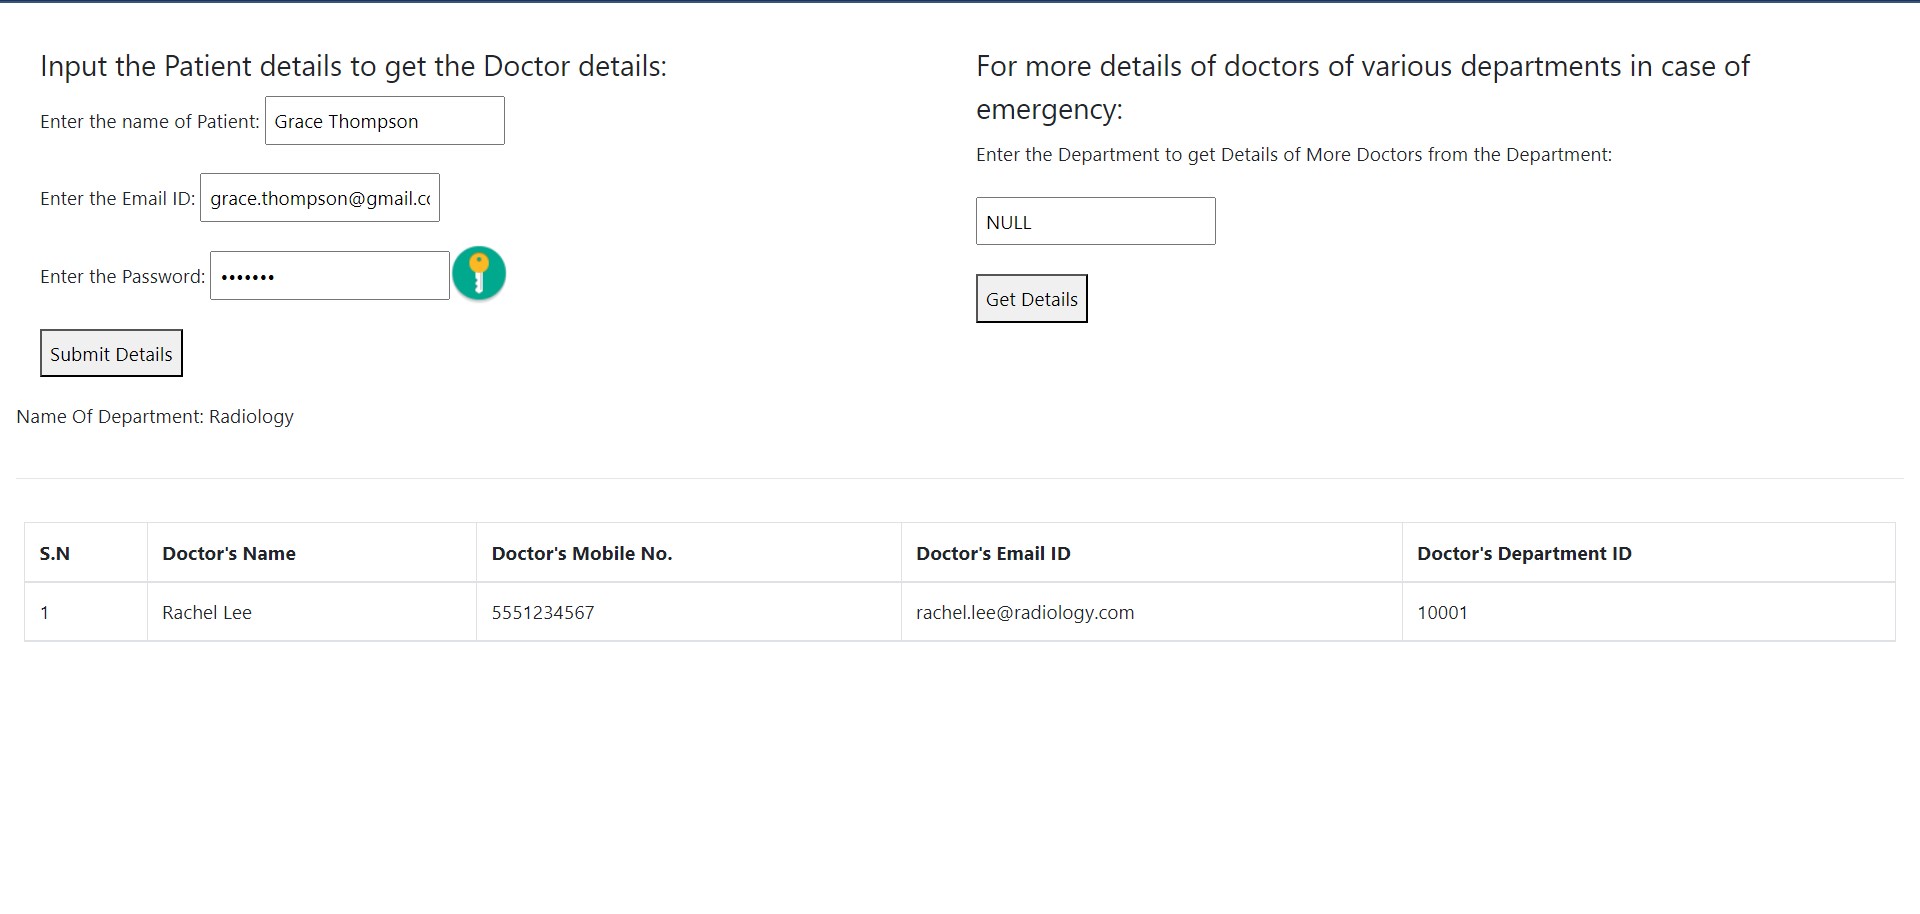 Input the Patient details to get the Doctor details:
Enter the name of Patient: Grace Thompson
Enter the Email ID: grace.thompson@gmail.c
Enter the Password: •••••••
Submit Details
For more details of doctors of various departments in case of
emergency:
Enter the Department to get Details of More Doctors from the Department:
NULL
Get Details
Name Of Department: Radiology
S.N Doctor's Name Doctor's Mobile No. Doctor's Email ID Doctor's Department ID
1 Rachel Lee 5551234567 rachel.lee@radiology.com 10001